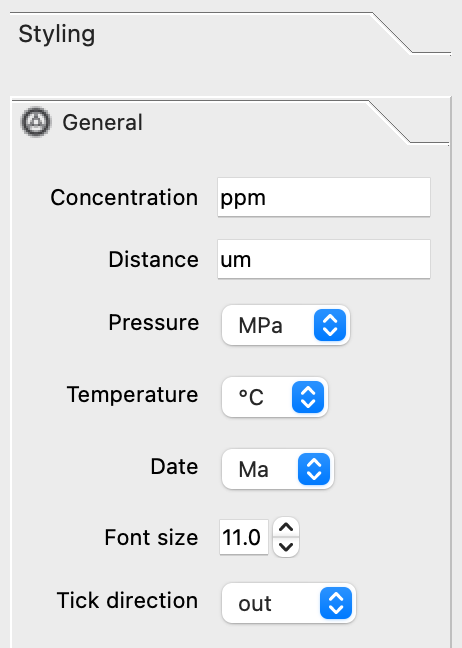 Styling
General
Concentration ppm
Distance um
Pressure MPa
Temperature °C
Date Ma
Font size 11.0
Tick direction out